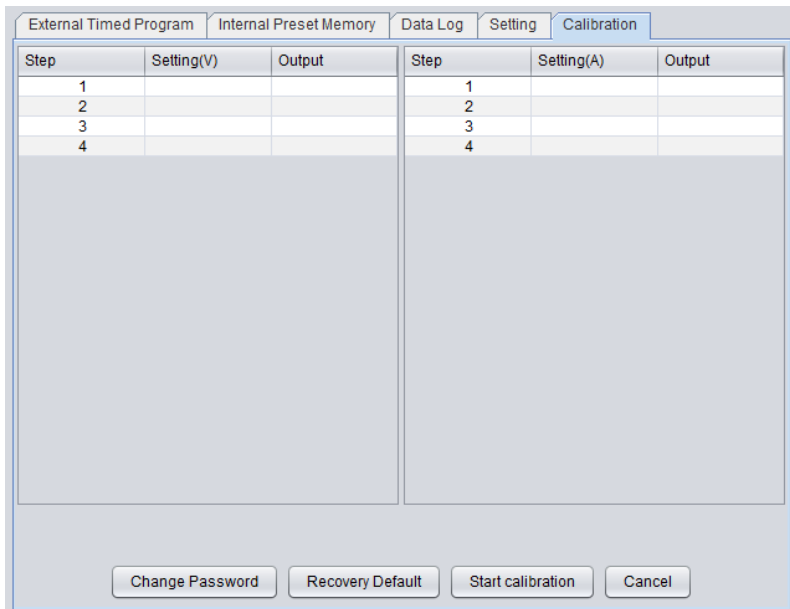 External Timed Program Internal Preset Memory Data Log Setting Calibration
Step Setting(V) Output Step Setting(A) Output
1 1
2 2
3 3
4 4
Change Password Recovery Default Start calibration Cancel